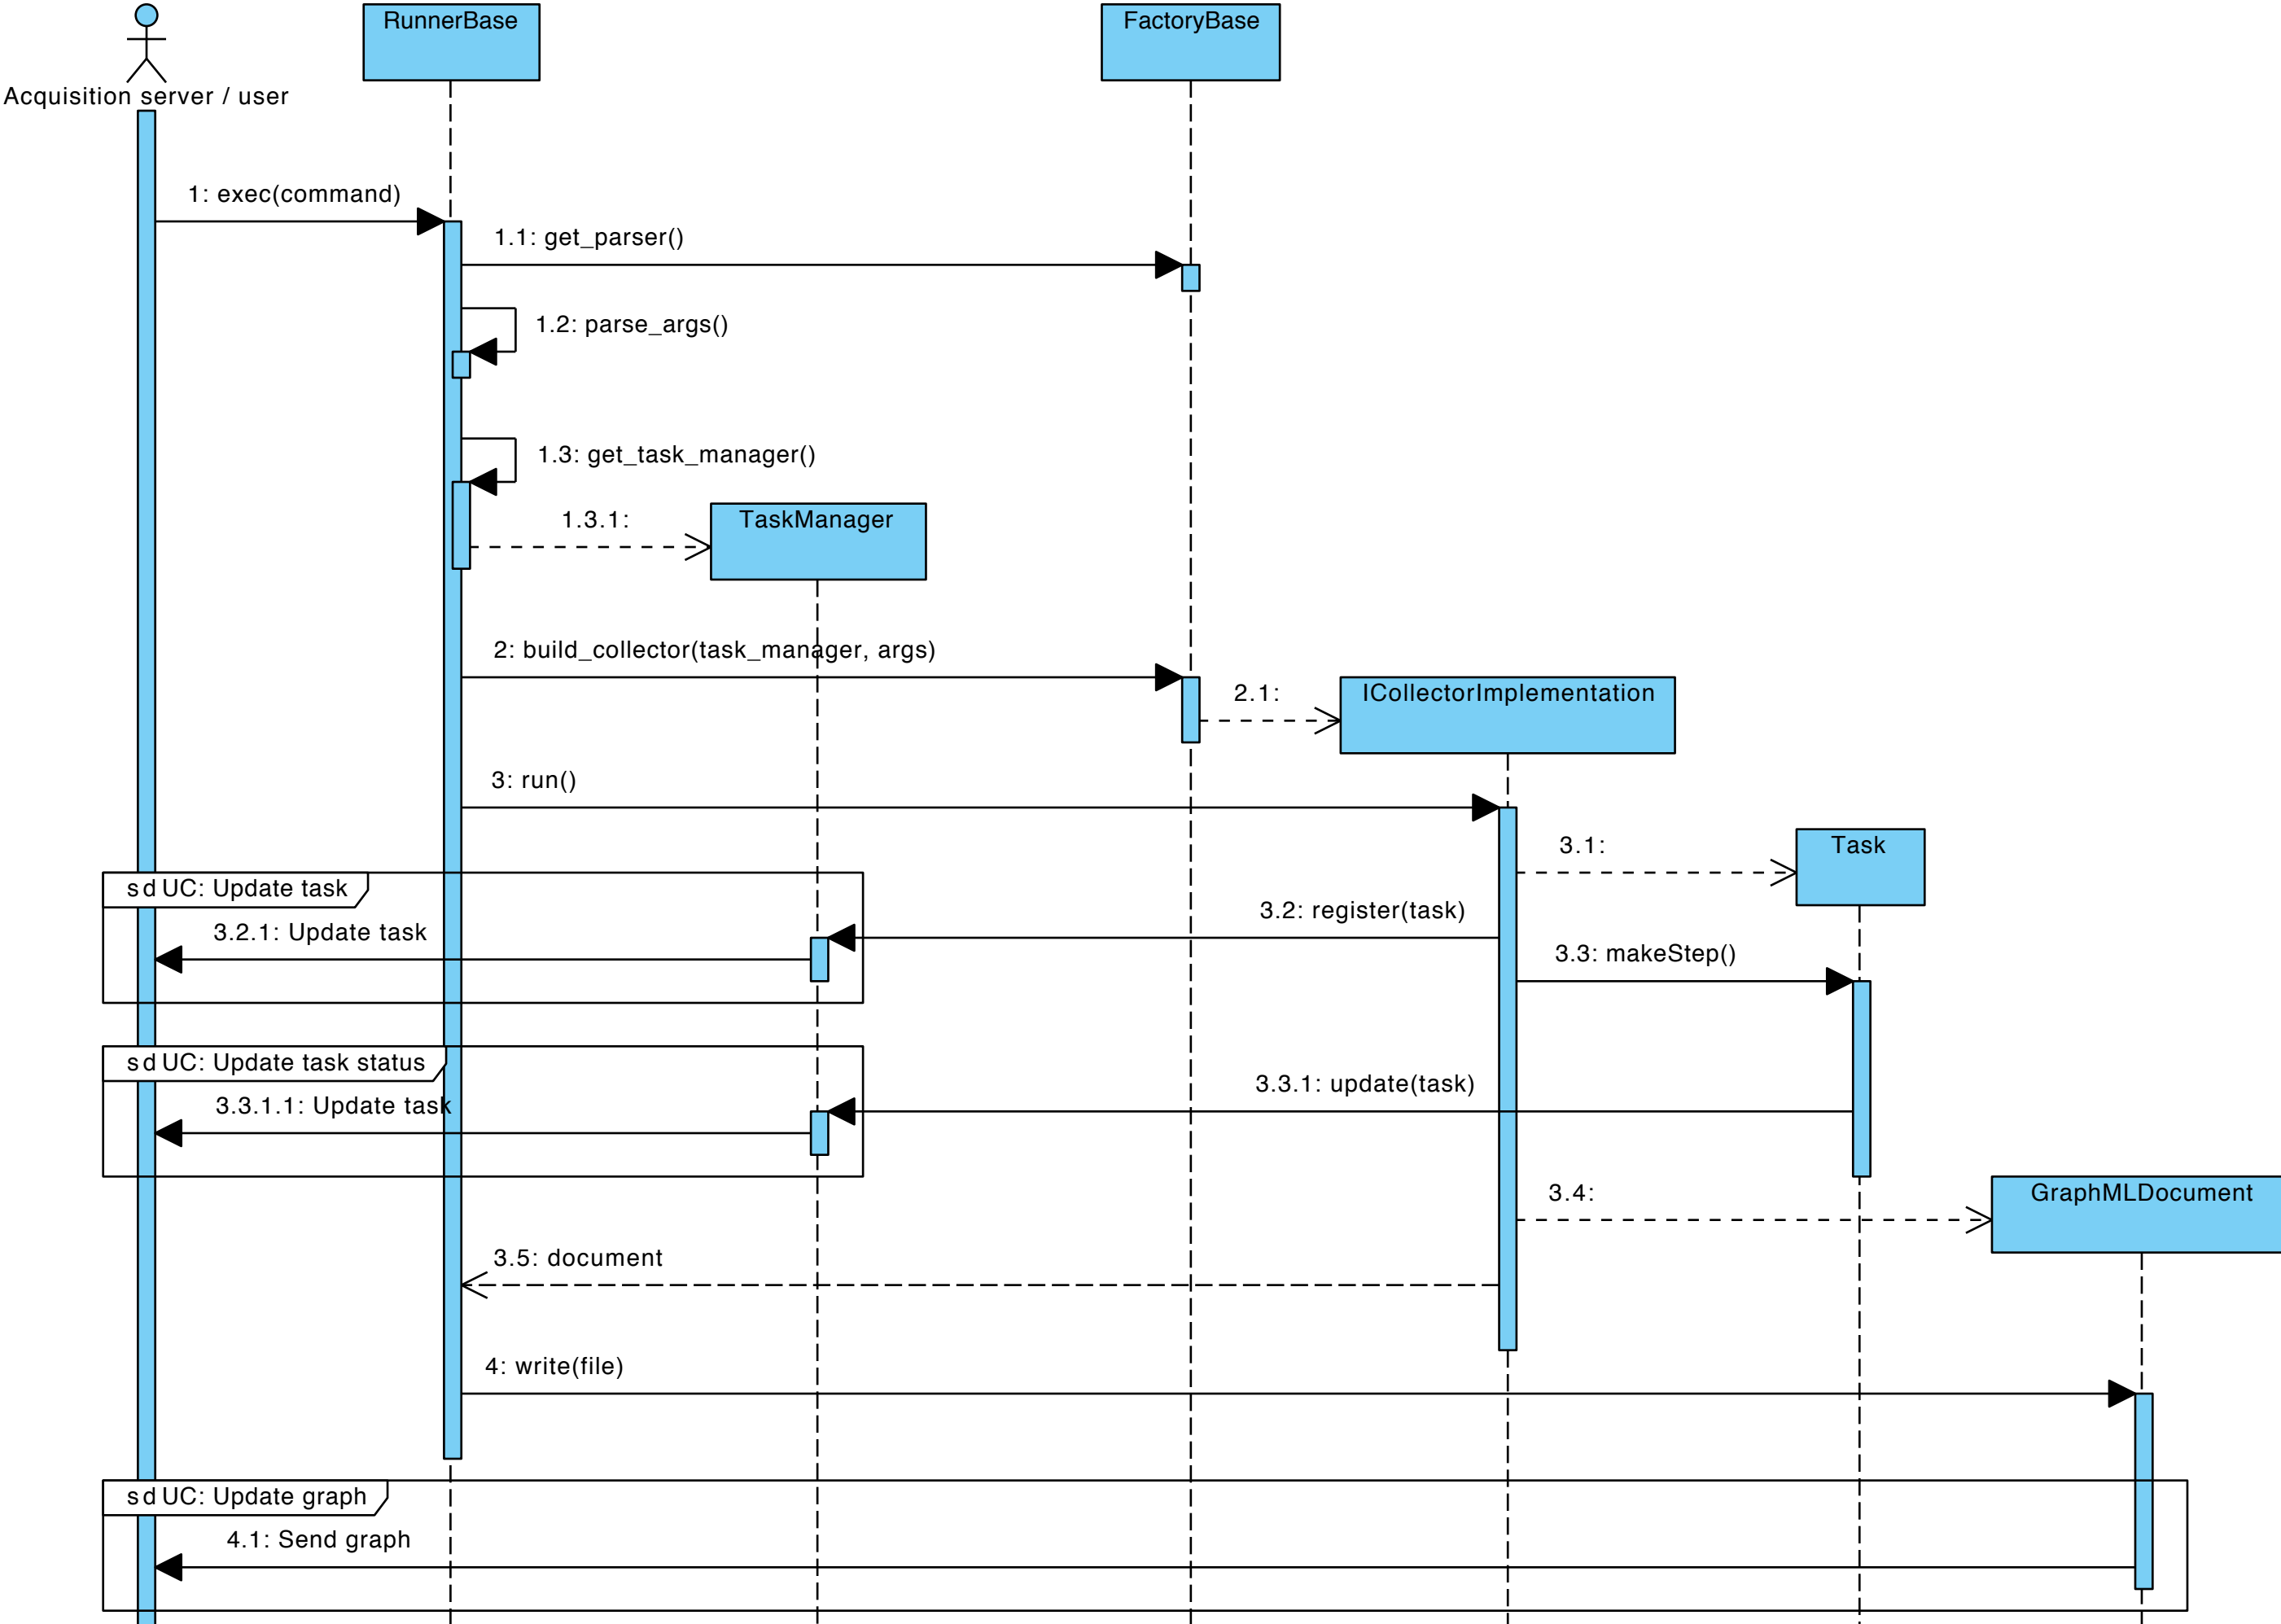 RunnerBase
FactoryBase
Acquisition server / user
1: exec(command)
1.1: get_parser()
1.2: parse_args()
1.3: get_task_manager()
1.3.1:
TaskManager
2: build_collector(task_manager, args)
2.1:
ICollectorImplementation
3: run()
3.1:
Task
sd UC: Update task
3.2: register(task)
3.2.1: Update task
3.3: makeStep()
sd UC: Update task status
3.3.1: update(task)
3.3.1.1: Update task
3.4:
GraphMLDocument
3.5: document
4: write(file)
sd UC: Update graph
4.1: Send graph